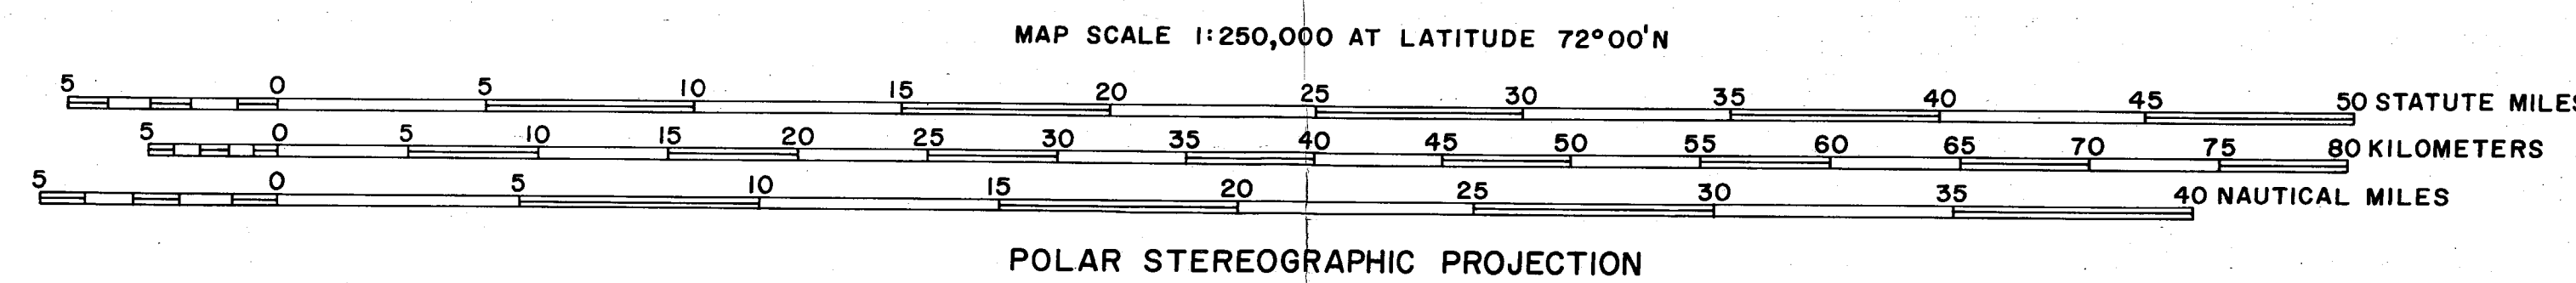 MAP SCALE 1:250,000 AT LATITUDE 72°00'N
5 0 5 10 15 20 25 30 35 40 45 50 STATUTE MILES
5 0 5 10 15 20 25 30 35 40 45 50 55 60 65 70 75 80 KILOMETERS
5 0 5 10 15 20 25 30 35 40 NAUTICAL MILES
POLAR STEREOGRAPHIC PROJECTION